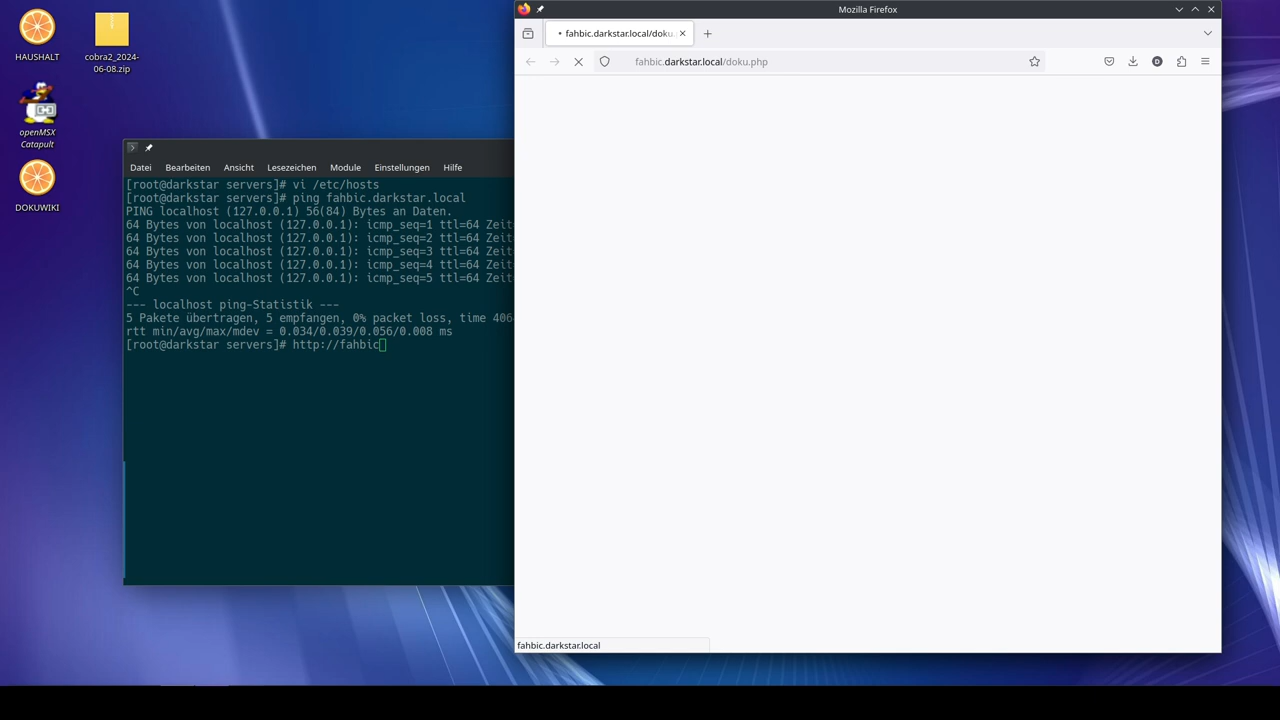 HAUSHALT
cobra2_2024-
06-08.zip
openMSX
Catapult
DOKUWIKI
Datei Bearbeiten Ansicht Lesezeichen Module Einstellungen Hilfe
[root@darkstar servers]# vi /etc/hosts
[root@darkstar servers]# ping fahbic.darkstar.local
PING localhost (127.0.0.1) 56(84) Bytes an Daten.
64 Bytes von localhost (127.0.0.1): icmp_seq=1 ttl=64 Zeit
64 Bytes von localhost (127.0.0.1): icmp_seq=2 ttl=64 Zeit
64 Bytes von localhost (127.0.0.1): icmp_seq=3 ttl=64 Zeit
64 Bytes von localhost (127.0.0.1): icmp_seq=4 ttl=64 Zeit
64 Bytes von localhost (127.0.0.1): icmp_seq=5 ttl=64 Zeit
^C
--- localhost ping-Statistik ---
5 Pakete übertragen, 5 empfangen, 0% packet loss, time 406
rtt min/avg/max/mdev = 0.034/0.039/0.056/0.008 ms
[root@darkstar servers]# http://fahbic
Mozilla Firefox
fahbic.darkstar.local/doku.
fahbic.darkstar.local/doku.php
D
fahbic.darkstar.local